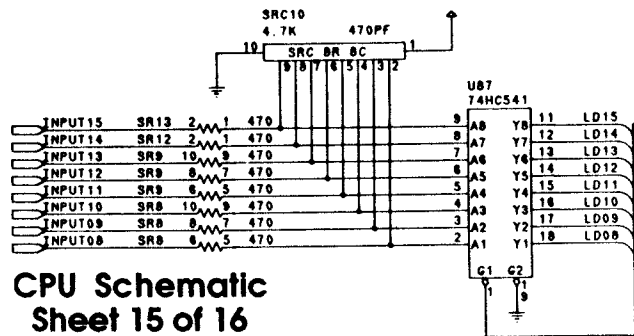 SRC10
4.7K 470PF
10 SRC BR BC 1
9 8 7 6 5 4 3 2
U87
74HC541
INPUT15 SR13 2 1 470 9 A8 Y8 11 LD15
INPUT14 SR12 2 1 470 8 A7 Y7 12 LD14
INPUT13 SR9 10 9 470 7 A6 Y6 13 LD13
INPUT12 SR9 8 7 470 6 A5 Y5 14 LD12
INPUT11 SR9 6 5 470 5 A4 Y4 15 LD11
INPUT10 SR8 10 9 470 4 A3 Y3 16 LD10
INPUT09 SR8 8 7 470 3 A2 Y2 17 LD09
INPUT08 SR8 6 5 470 2 A1 Y1 18 LD08
G1 G2
1 19
CPU Schematic
Sheet 15 of 16